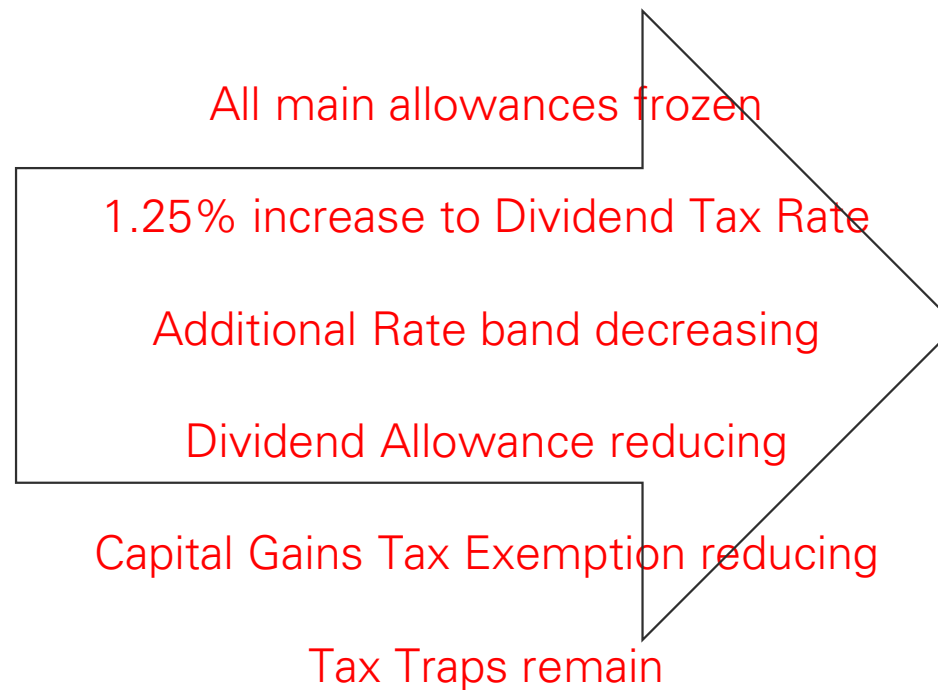 All main allowances frozen
1.25% increase to Dividend Tax Rate
Additional Rate band decreasing
Dividend Allowance reducing
Capital Gains Tax Exemption reducing
Tax Traps remain